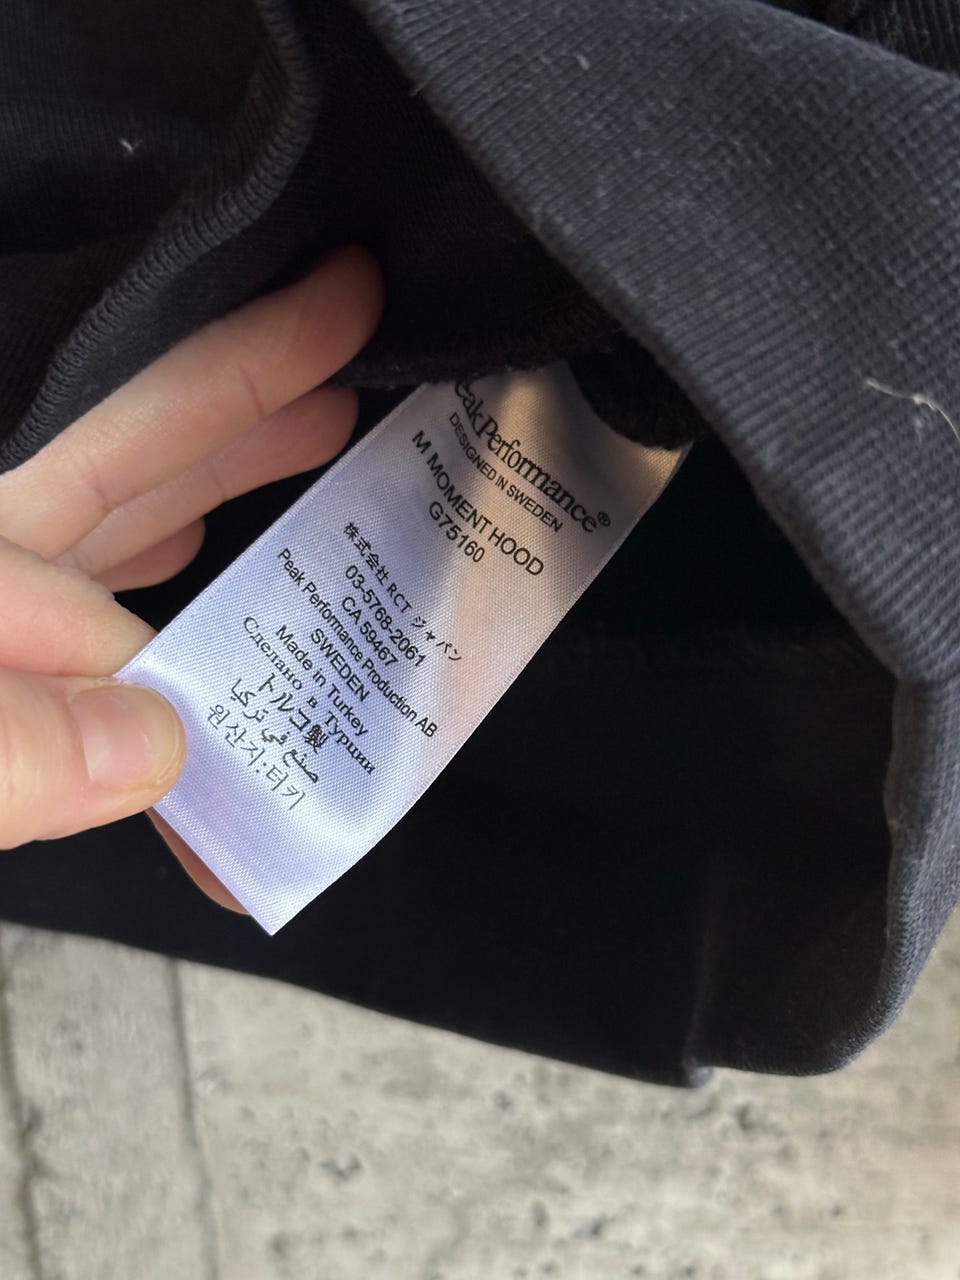 Peak Performance®
DESIGNED IN SWEDEN
M MOMENT HOOD
G75160
株式会社 RCT ジャパン
03-5768-2061
CA 59467
Peak Performance Production AB
SWEDEN
Made in Turkey
Сделано в Турции
トルコ製
صنع في تركيا
원산지:터키